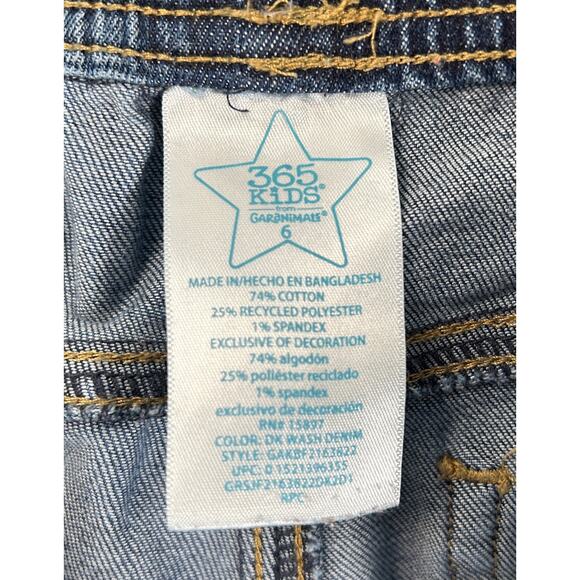 365
KiDS®
from
GARANIMALS®
6
MADE IN/HECHO EN BANGLADESH
74% COTTON
25% RECYCLED POLYESTER
1% SPANDEX
EXCLUSIVE OF DECORATION
74% algodón
25% poliéster reciclado
1% spandex
exclusivo de decoración
RN# 15897
COLOR: DK WASH DENIM
STYLE: GAKBF2163822
UPC: 0 1521396355
GRSJF2163822DK2D1
RPC